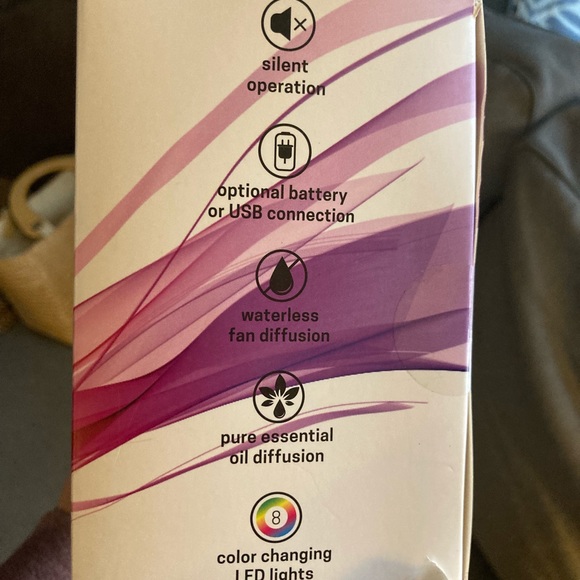 silent
operation
optional battery
or USB connection
waterless
fan diffusion
pure essential
oil diffusion
8
color changing
LED lights